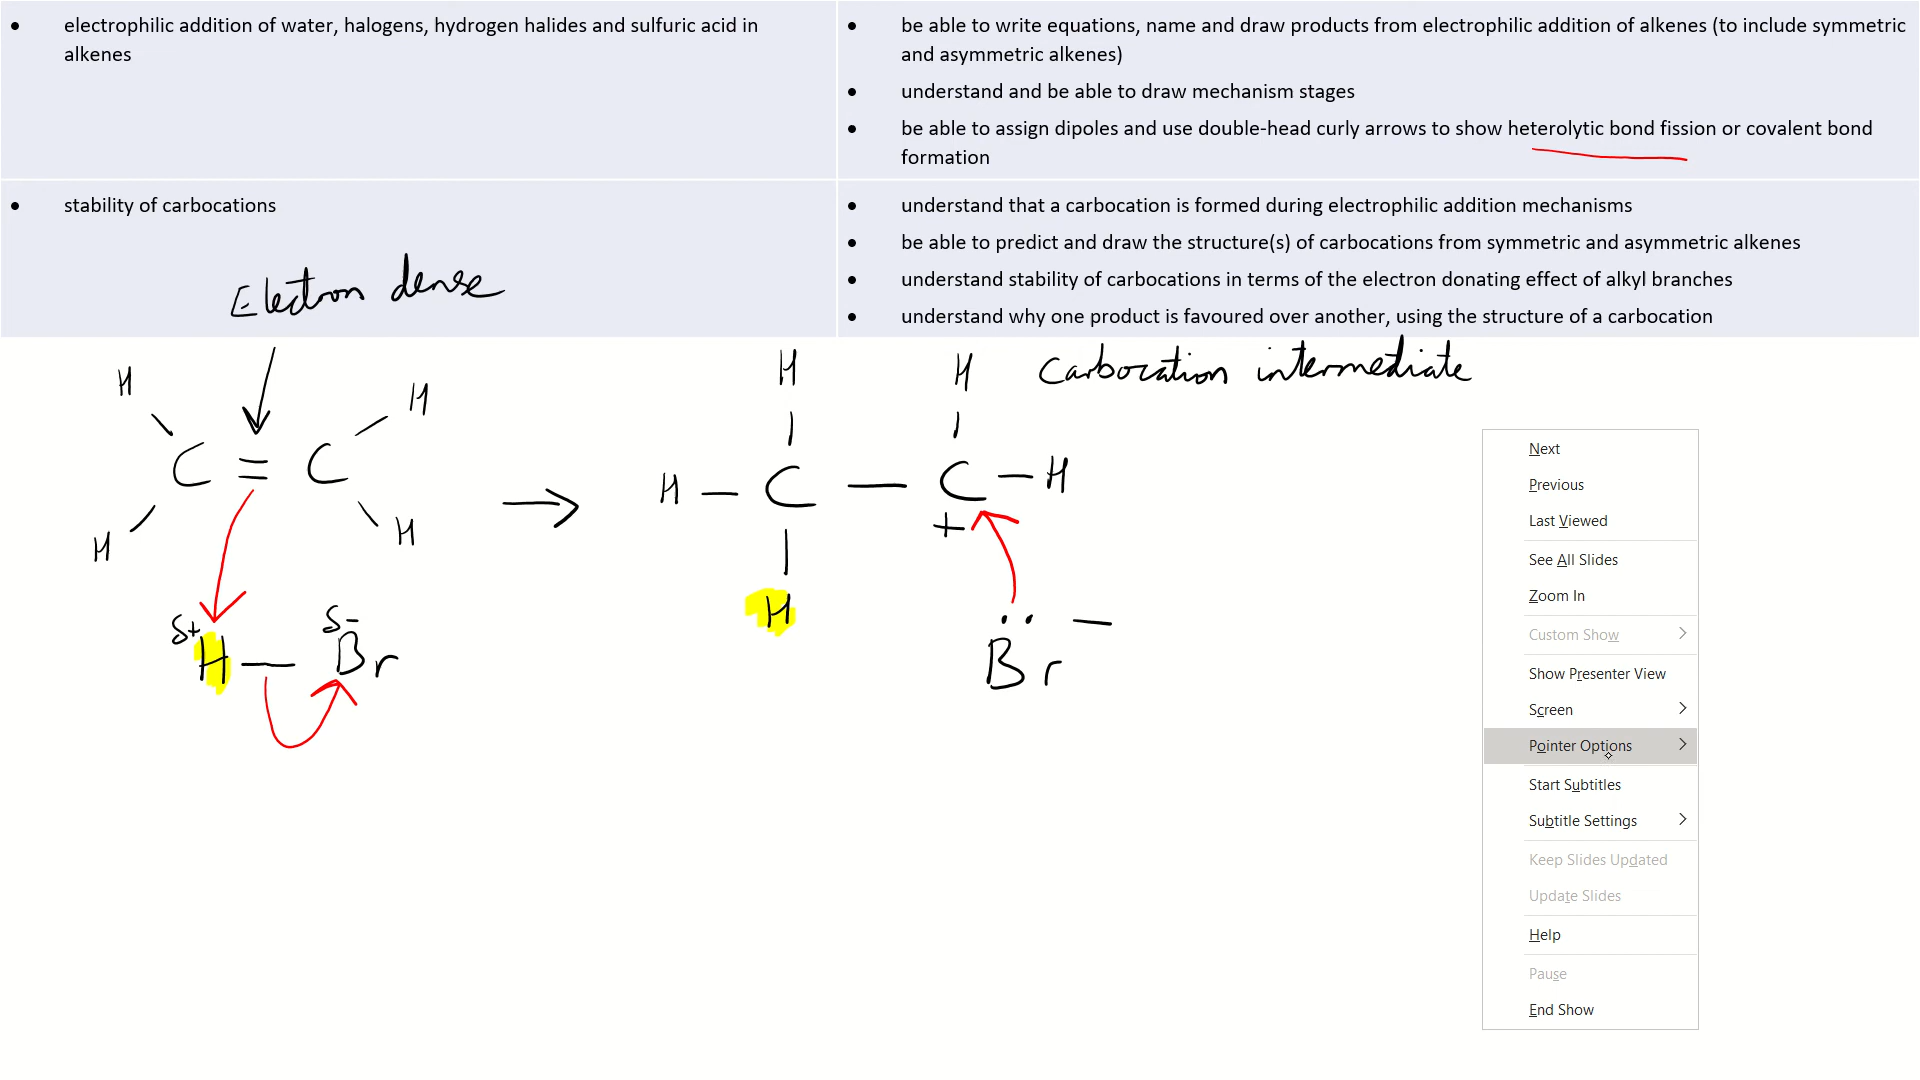 • electrophilic addition of water, halogens, hydrogen halides and sulfuric acid in
alkenes
• be able to write equations, name and draw products from electrophilic addition of alkenes (to include symmetric
and asymmetric alkenes)
• understand and be able to draw mechanism stages
• be able to assign dipoles and use double-head curly arrows to show heterolytic bond fission or covalent bond
formation
• stability of carbocations
• understand that a carbocation is formed during electrophilic addition mechanisms
• be able to predict and draw the structure(s) of carbocations from symmetric and asymmetric alkenes
• understand stability of carbocations in terms of the electron donating effect of alkyl branches
• understand why one product is favoured over another, using the structure of a carbocation
Electron dense
Carbocation intermediate
H H
C = C
H H
δ+ δ-
H — Br
H H
H — C — C — H
+
H
Br —
Next
Previous
Last Viewed
See All Slides
Zoom In
Custom Show
Show Presenter View
Screen
Pointer Options
Start Subtitles
Subtitle Settings
Keep Slides Updated
Update Slides
Help
Pause
End Show